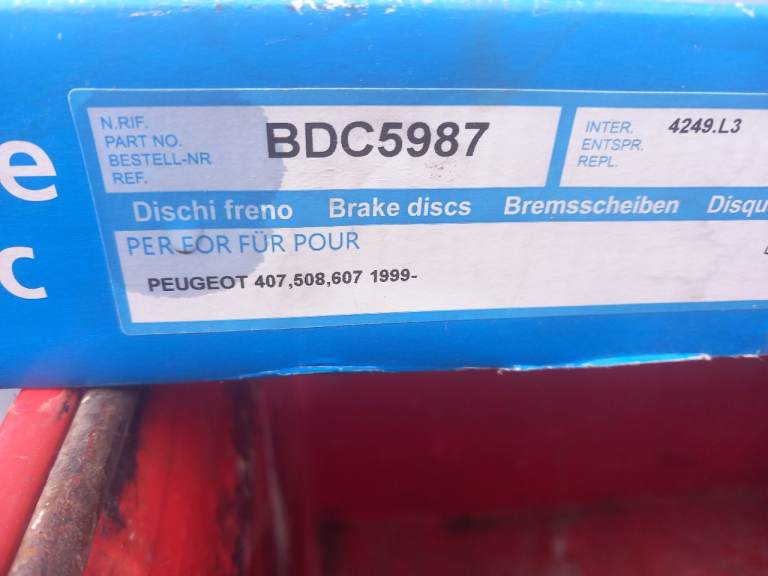 e
c
N.RIF.
PART NO.
BESTELL-NR
REF.
BDC5987
INTER.
ENTSPR.
REPL.
4249.L3
Dischi freno Brake discs Bremsscheiben Disqu
PER FOR FÜR POUR
PEUGEOT 407,508,607 1999-